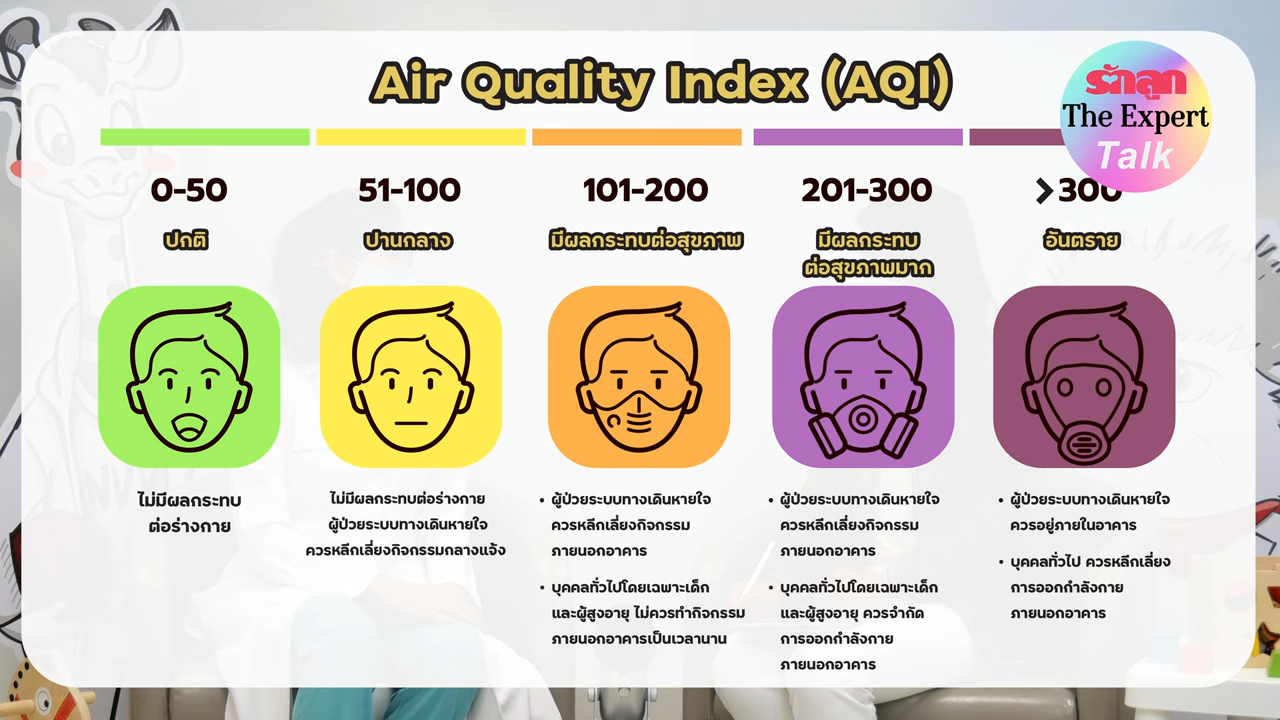 Air Quality Index (AQI)
รักลูก
The Expert
Talk
0-50
ปกติ
ไม่มีผลกระทบ
ต่อร่างกาย
51-100
ปานกลาง
ไม่มีผลกระทบต่อร่างกาย
ผู้ป่วยระบบทางเดินหายใจ
ควรหลีกเลี่ยงกิจกรรมกลางแจ้ง
101-200
มีผลกระทบต่อสุขภาพ
• ผู้ป่วยระบบทางเดินหายใจ
ควรหลีกเลี่ยงกิจกรรม
ภายนอกอาคาร
• บุคคลทั่วไปโดยเฉพาะเด็ก
และผู้สูงอายุ ไม่ควรทำกิจกรรม
ภายนอกอาคารเป็นเวลานาน
201-300
มีผลกระทบ
ต่อสุขภาพมาก
• ผู้ป่วยระบบทางเดินหายใจ
ควรหลีกเลี่ยงกิจกรรม
ภายนอกอาคาร
• บุคคลทั่วไปโดยเฉพาะเด็ก
และผู้สูงอายุ ควรจำกัด
การออกกำลังกาย
ภายนอกอาคาร
>300
อันตราย
• ผู้ป่วยระบบทางเดินหายใจ
ควรอยู่ภายในอาคาร
• บุคคลทั่วไป ควรหลีกเลี่ยง
การออกกำลังกาย
ภายนอกอาคาร